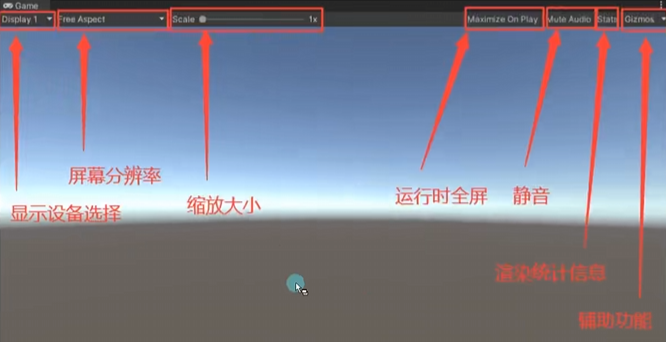 Game
Display 1 Free Aspect Scale 1x Maximize On Play Mute Audio Stats Gizmos
屏幕分辨率
显示设备选择
缩放大小
运行时全屏
静音
渲染统计信息
辅助功能